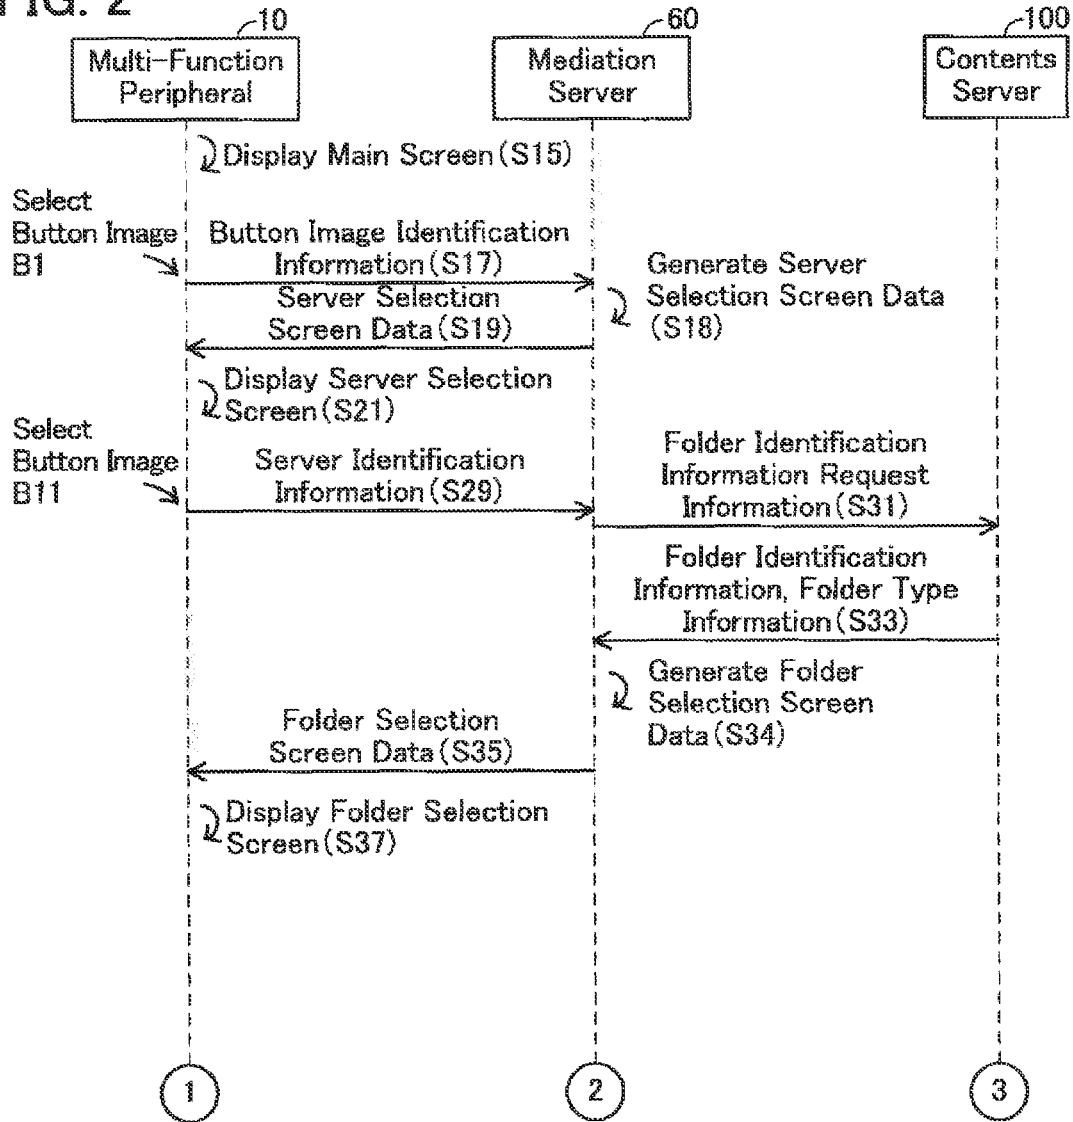 FIG. 2
10
60
100
Multi-Function
Peripheral
Mediation
Server
Contents
Server
Display Main Screen(S15)
Select
Button Image
B1
Button Image Identification
Information(S17)
Generate Server
Selection Screen Data
(S18)
Server Selection
Screen Data(S19)
Display Server Selection
Screen(S21)
Select
Button Image
B11
Server Identification
Information(S29)
Folder Identification
Information Request
Information(S31)
Folder Identification
Information, Folder Type
Information(S33)
Generate Folder
Selection Screen
Data(S34)
Folder Selection
Screen Data(S35)
Display Folder Selection
Screen(S37)
1
2
3